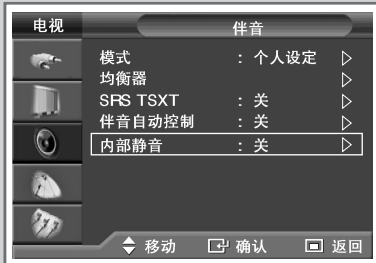 电视 伴音
模式 : 个人设定
均衡器
SRS TSXT : 关
伴音自动控制 : 关
内部静音 : 关
移动 确认 返回